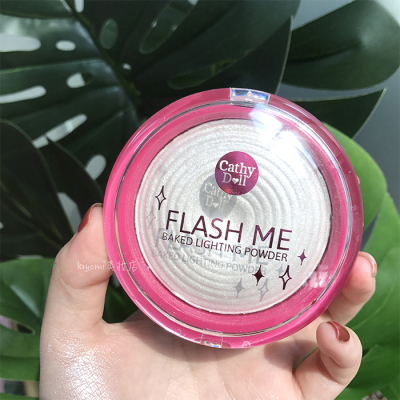 Cathy
Doll
FLASH ME
BAKED LIGHTING POWDER